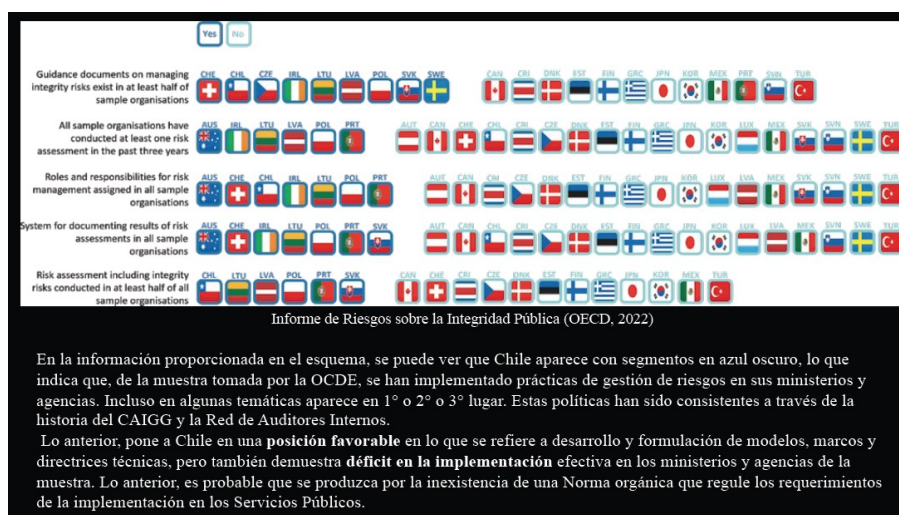 Yes No
CHE CHL CZE IRL LTU LVA POL SVK SWE CAN CRI DNK EST FIN GRC JPN KOR MEX PRT SVN TUR
Guidance documents on managing
integrity risks exist in at least half of
sample organisations
AUS IRL LTU LVA POL PRT AUT CAN CHE CHL CRI CZE DNK EST FIN GRC JPN KOR LUX MEX SVK SVN SWE TUR
All sample organisations have
conducted at least one risk
assessment in the past three years
AUS CHE CHL IRL LTU POL PRT AUT CAN CRI CZE DNK EST FIN GRC JPN KOR LUX LVA MEX SVK SVN SWE TUR
Roles and responsibilities for risk
management assigned in all sample
organisations
AUS CHE IRL LTU POL PRT SVK AUT CAN CHL CRI CZE DNK EST FIN GRC JPN KOR LUX LVA MEX SVN SWE TUR
System for documenting results of risk
assessments in all sample
organisations
CHL LTU LVA POL PRT SVK CAN CHE CRI CZE DNK EST FIN GRC JPN KOR MEX TUR
Risk assessment including integrity
risks conducted in at least half of all
sample organisations
Informe de Riesgos sobre la Integridad Pública (OECD, 2022)
En la información proporcionada en el esquema, se puede ver que Chile aparece con segmentos en azul oscuro, lo que
indica que, de la muestra tomada por la OCDE, se han implementado prácticas de gestión de riesgos en sus ministerios y
agencias. Incluso en algunas temáticas aparece en 1° o 2° o 3° lugar. Estas políticas han sido consistentes a través de la
historia del CAIGG y la Red de Auditores Internos.
Lo anterior, pone a Chile en una posición favorable en lo que se refiere a desarrollo y formulación de modelos, marcos y
directrices técnicas, pero también demuestra déficit en la implementación efectiva en los ministerios y agencias de la
muestra. Lo anterior, es probable que se produzca por la inexistencia de una Norma orgánica que regule los requerimientos
de la implementación en los Servicios Públicos.